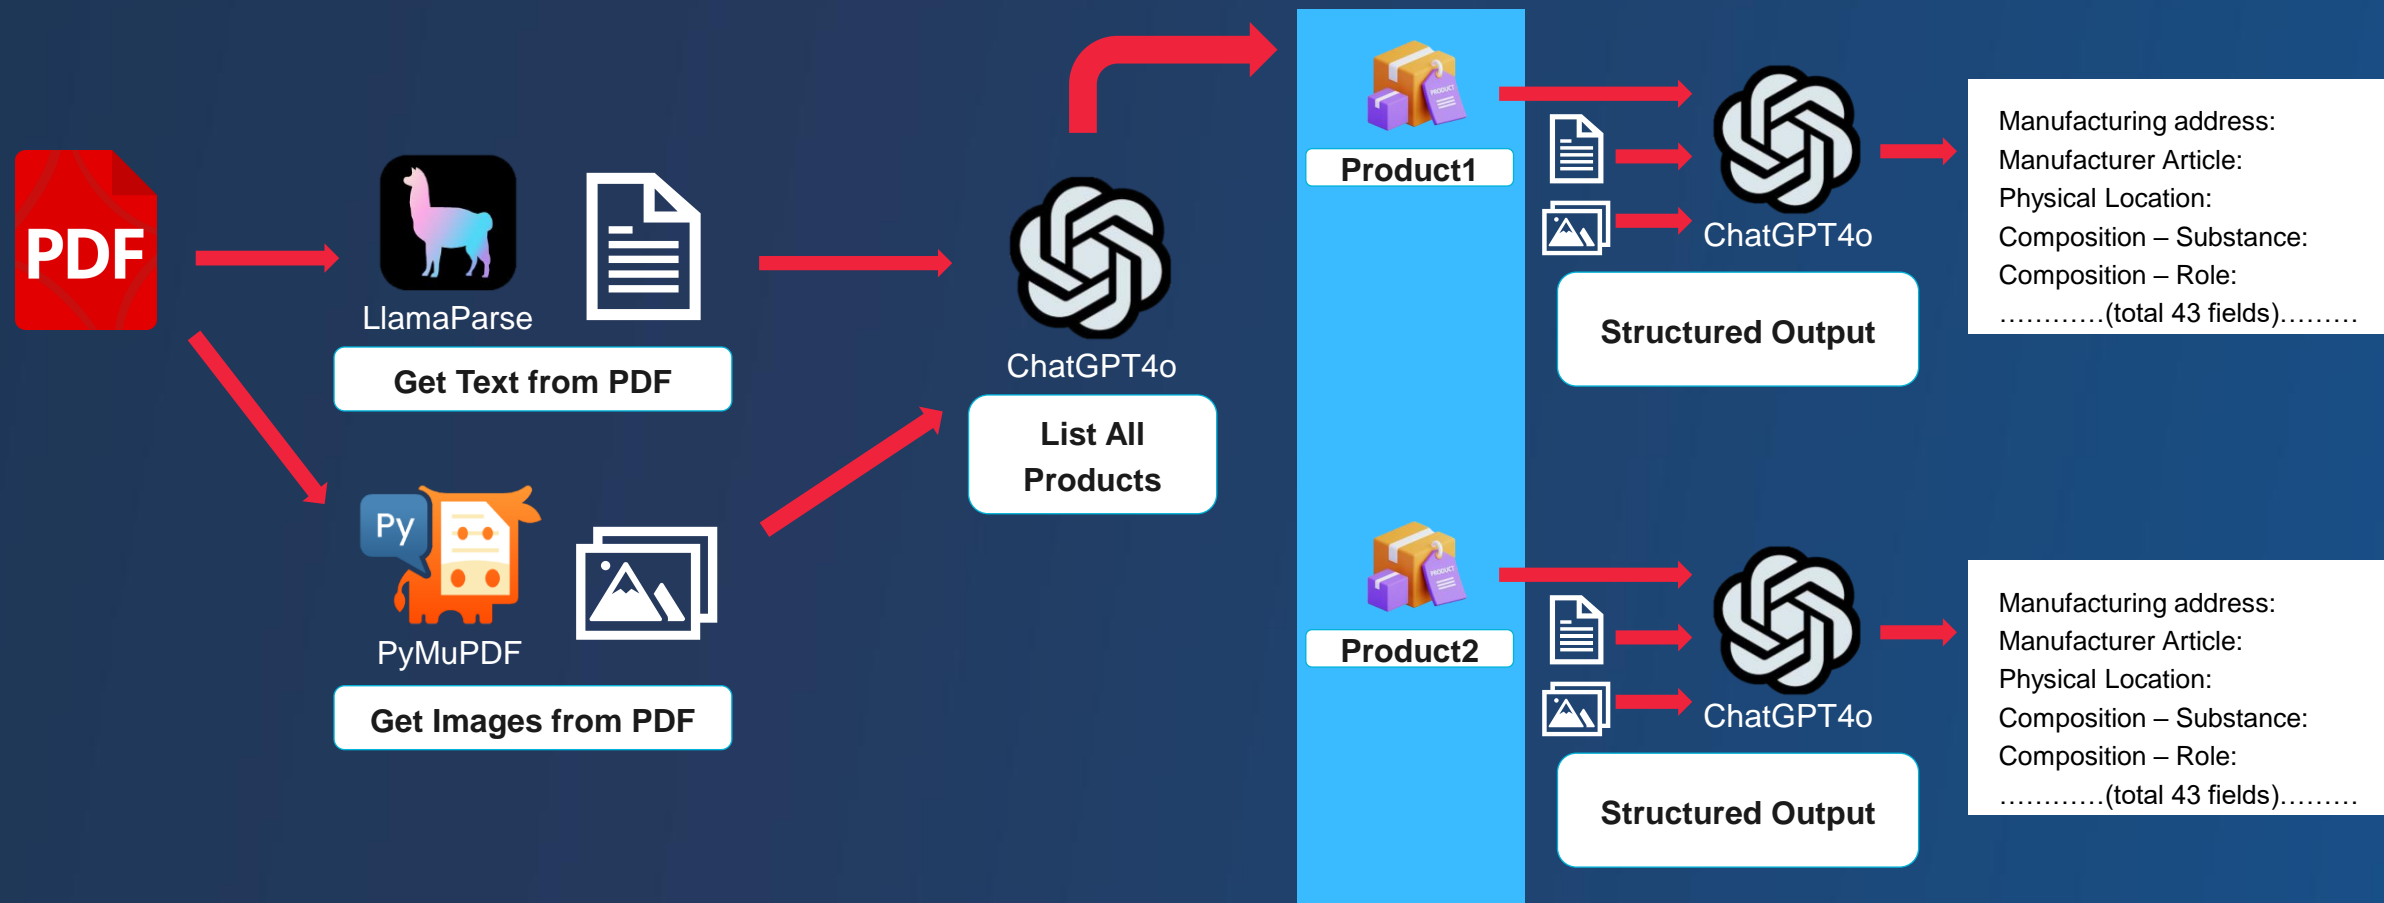 PDF
LlamaParse
Get Text from PDF
Py
PyMuPDF
Get Images from PDF
ChatGPT4o
List All
Products
PRODUCT
Product1
ChatGPT4o
Structured Output
Manufacturing address:
Manufacturer Article:
Physical Location:
Composition – Substance:
Composition – Role:
…………(total 43 fields)………
PRODUCT
Product2
ChatGPT4o
Structured Output
Manufacturing address:
Manufacturer Article:
Physical Location:
Composition – Substance:
Composition – Role:
…………(total 43 fields)………